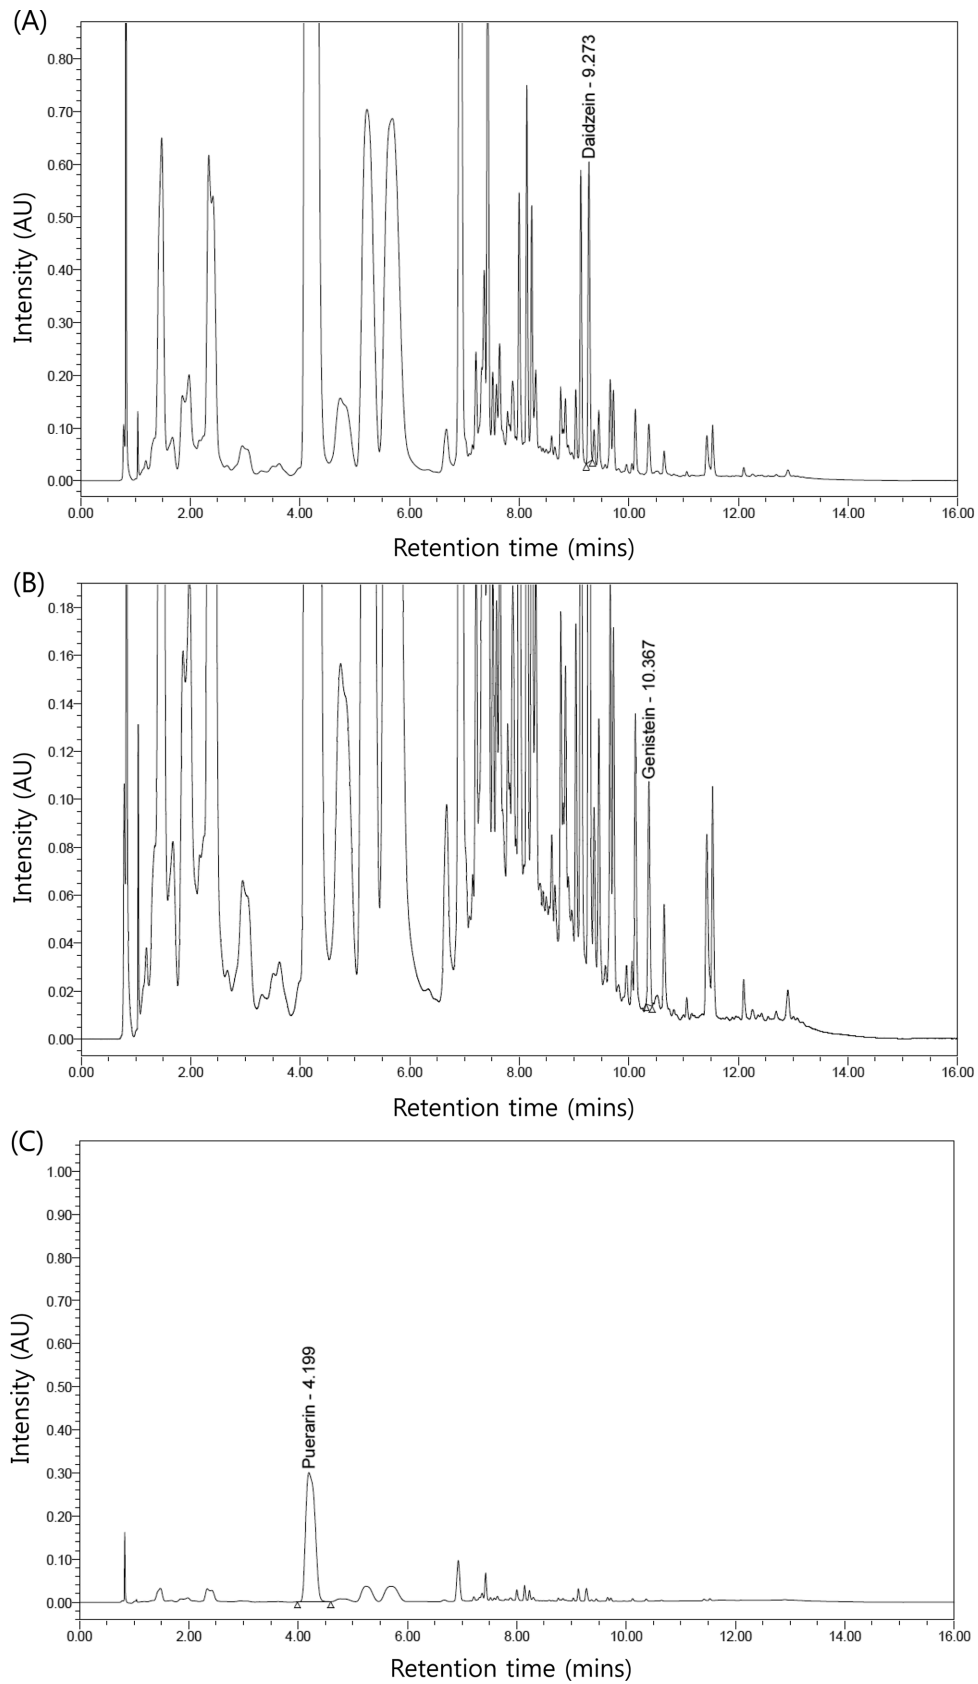 (A)
Intensity (AU)
0.80
0.70
0.60
0.50
0.40
0.30
0.20
0.10
0.00
Daidzein - 9.273
0.00 2.00 4.00 6.00 8.00 10.00 12.00 14.00 16.00
Retention time (mins)
(B)
Intensity (AU)
0.18
0.16
0.14
0.12
0.10
0.08
0.06
0.04
0.02
0.00
Genistein - 10.367
0.00 2.00 4.00 6.00 8.00 10.00 12.00 14.00 16.00
Retention time (mins)
(C)
Intensity (AU)
1.00
0.90
0.80
0.70
0.60
0.50
0.40
0.30
0.20
0.10
0.00
Puerarin - 4.199
0.00 2.00 4.00 6.00 8.00 10.00 12.00 14.00 16.00
Retention time (mins)